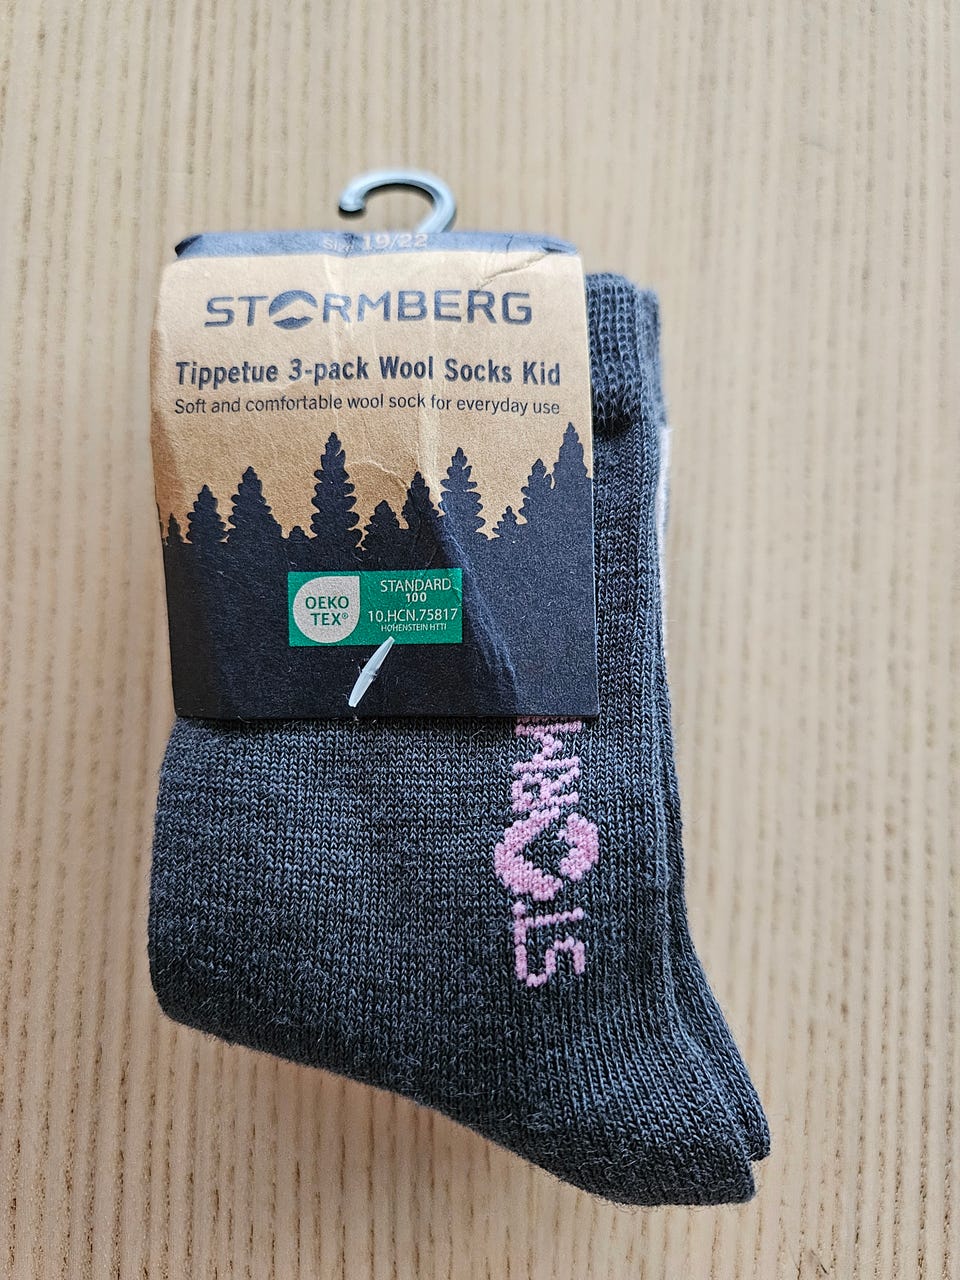 Size 19/22
STORMBERG
Tippetue 3-pack Wool Socks Kid
Soft and comfortable wool sock for everyday use
OEKO
TEX®
STANDARD
100
10.HCN.75817
HOHENSTEIN HTTI
STORM